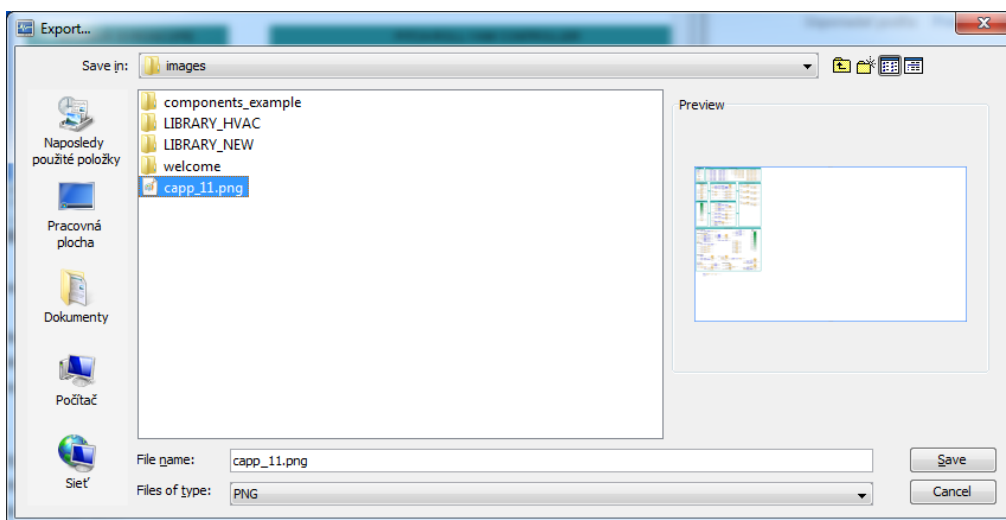 Export...
Save in:
images
Naposledy
použité položky
Pracovná
plocha
Dokumenty
Počítač
Sieť
components_example
LIBRARY_HVAC
LIBRARY_NEW
welcome
capp_11.png
Preview
File name:
capp_11.png
Save
Files of type:
PNG
Cancel